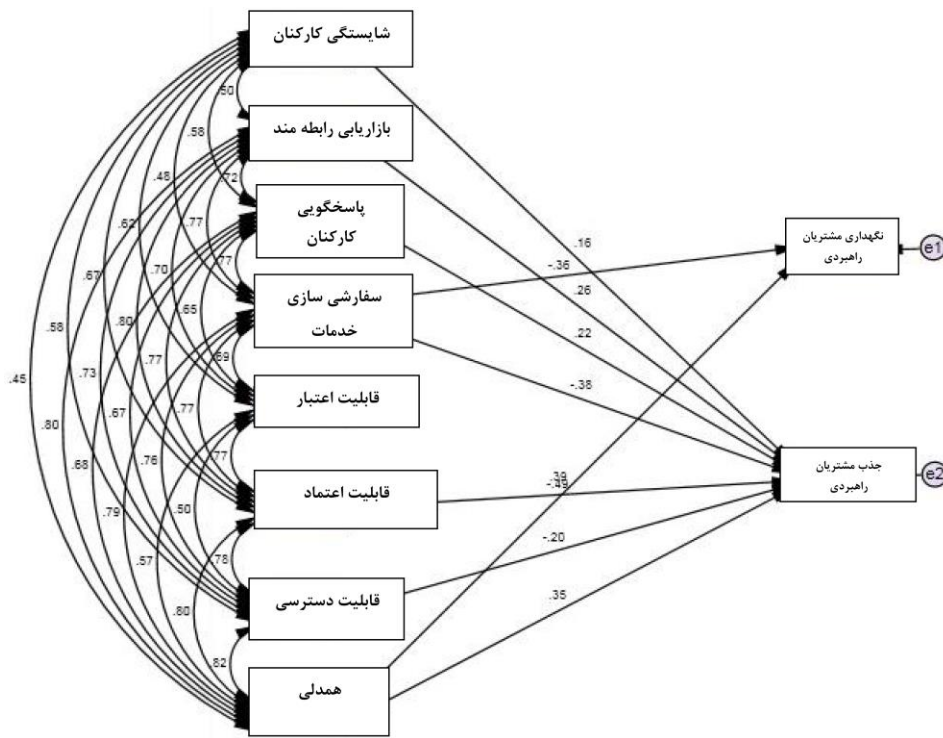 شایستگی کارکنان
.50
بازاریابی رابطه مند
.58
.72
.48
پاسخگویی
کارکنان
.62
.77
.16
نگهداری مشتریان
راهبردی
e1
.67
.70
.77
-.36
.26
سفارشی سازی
خدمات
.58
.80
.65
.22
.77
.69
.45
.73
-.38
.80
.67
.77
قابلیت اعتبار
.68
.76
.77
جذب مشتریان
راهبردی
e2
.39
-.49
قابلیت اعتماد
.79
.50
.57
.78
-.20
قابلیت دسترسی
.80
.35
.82
همدلی